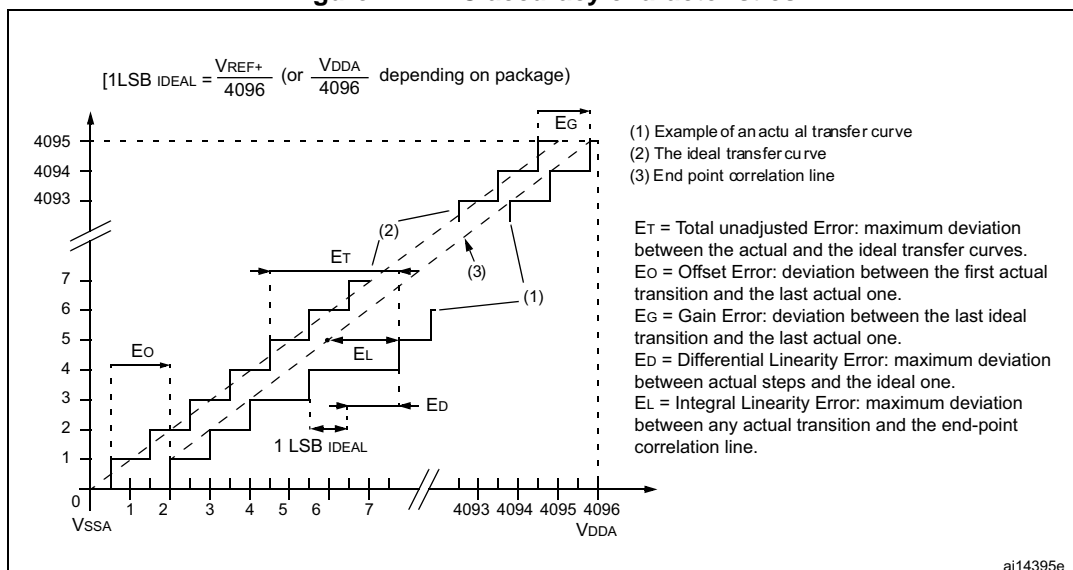 [1LSB IDEAL = VREF+ / 4096 (or VDDA / 4096 depending on package)
EG
4095
4094
4093
7
6
5
4
3
2
1
0
(1) Example of an actual transfer curve
(2) The ideal transfer curve
(3) End point correlation line
(2)
ET
(3)
(1)
EO
EL
ED
1 LSB IDEAL
ET = Total unadjusted Error: maximum deviation
between the actual and the ideal transfer curves.
EO = Offset Error: deviation between the first actual
transition and the last actual one.
EG = Gain Error: deviation between the last ideal
transition and the last actual one.
ED = Differential Linearity Error: maximum deviation
between actual steps and the ideal one.
EL = Integral Linearity Error: maximum deviation
between any actual transition and the end-point
correlation line.
1 2 3 4 5 6 7 4093 4094 4095 4096
VSSA
VDDA
ai14395e